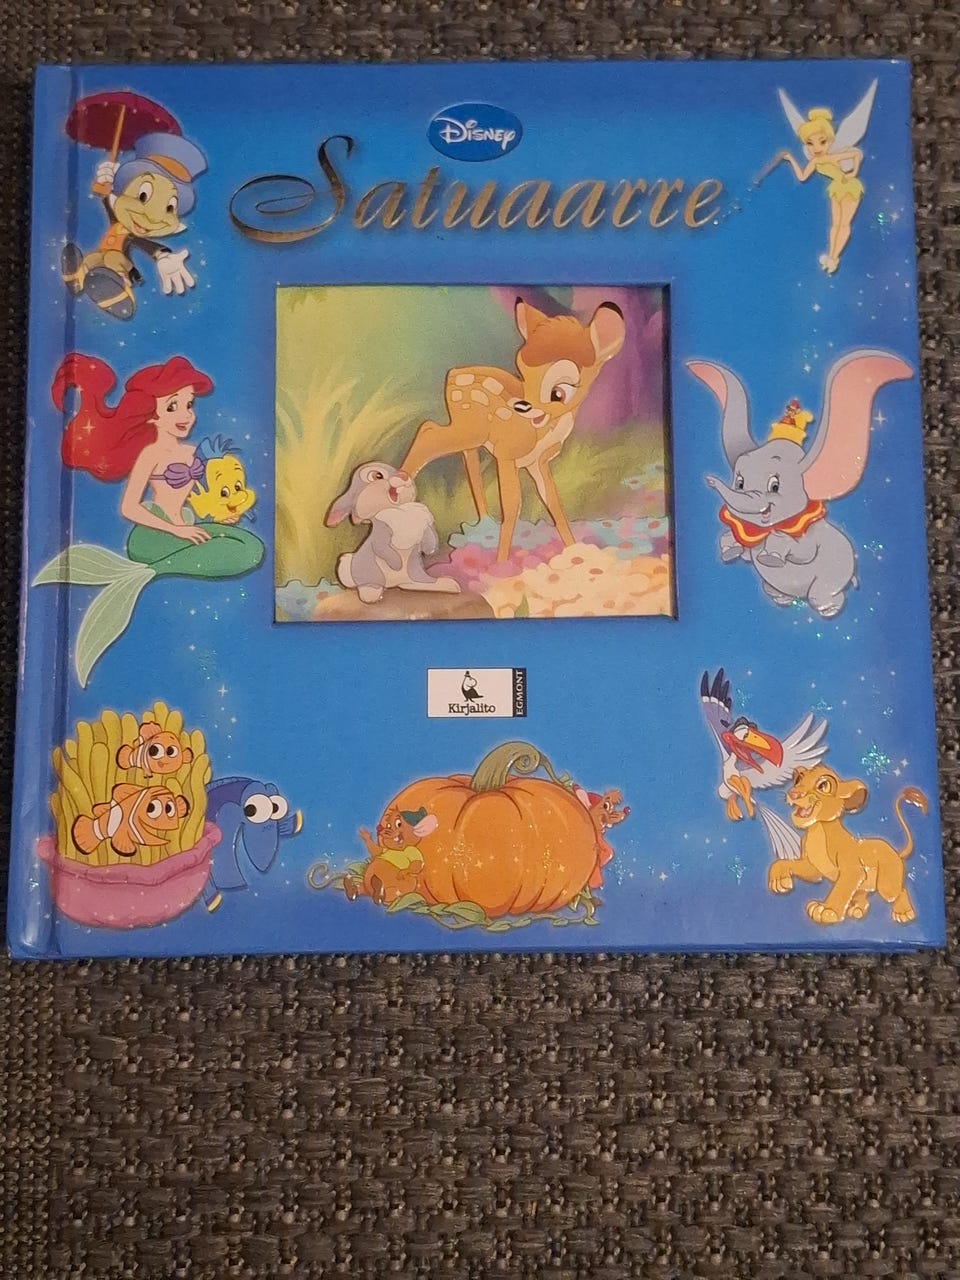 Disney
Satuaarre
Kirjalito
EGMONT